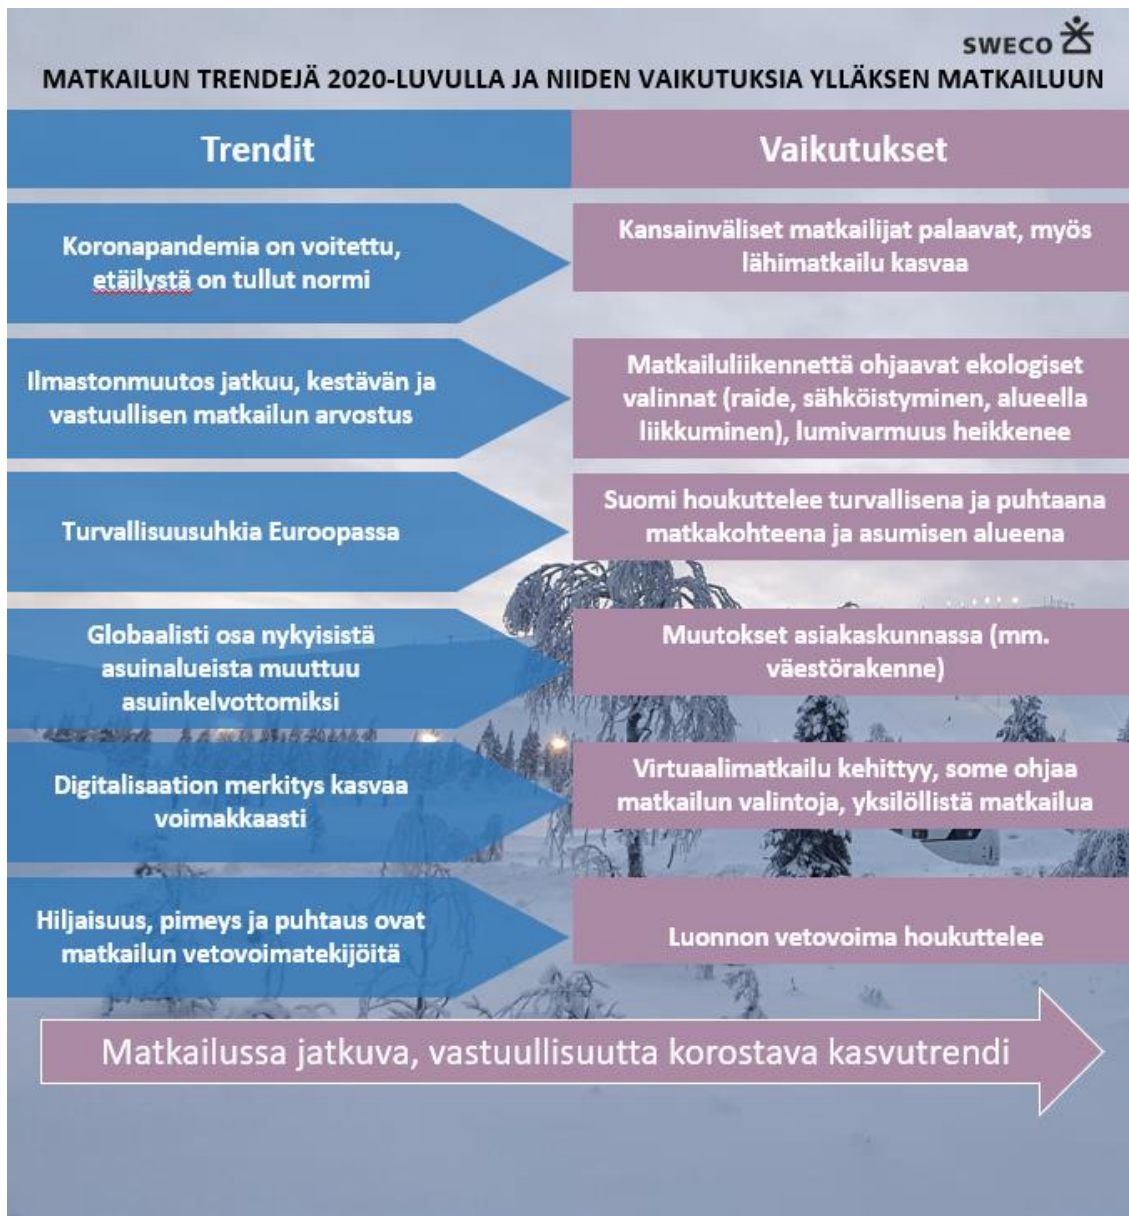 SWECO
MATKAILUN TRENDEJÄ 2020-LUVULLA JA NIIDEN VAIKUTUKSIA YLLÄKSEN MATKAILUUN
Trendit
Vaikutukset
Koronapandemia on voitettu,
etäilystä on tullut normi
Kansainväliset matkailijat palaavat, myös
lähimatkailu kasvaa
Ilmastonmuutos jatkuu, kestävän ja
vastuullisen matkailun arvostus
Matkailuliikennettä ohjaavat ekologiset
valinnat (raide, sähköistyminen, alueella
liikkuminen), lumivarmuus heikkenee
Turvallisuusuhkia Euroopassa
Suomi houkuttelee turvallisena ja puhtaana
matkakohteena ja asumisen alueena
Globaalisti osa nykyisistä
asuinalueista muuttuu
asuinkelvottomiksi
Muutokset asiakaskunnassa (mm.
väestörakenne)
Digitalisaation merkitys kasvaa
voimakkaasti
Virtuaalimatkailu kehittyy, some ohjaa
matkailun valintoja, yksilöllistä matkailua
Hiljaisuus, pimeys ja puhtaus ovat
matkailun vetovoimatekijöitä
Luonnon vetovoima houkuttelee
Matkailussa jatkuva, vastuullisuutta korostava kasvutrendi